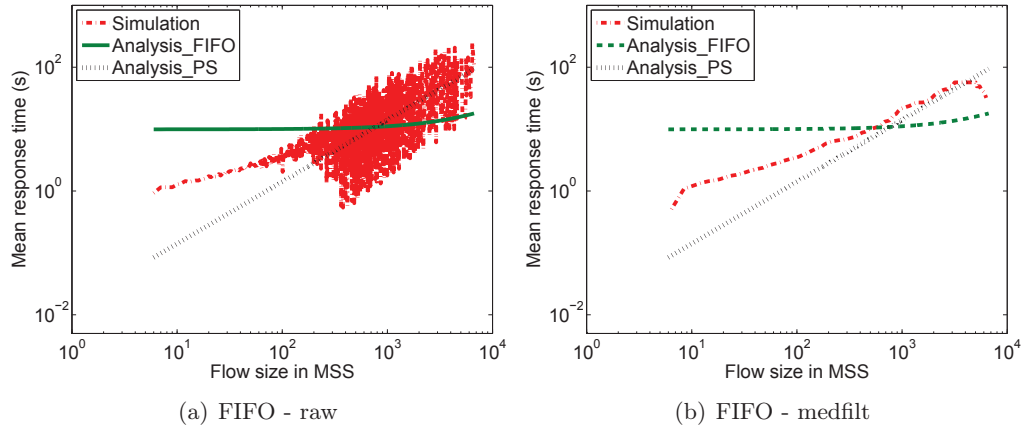 Simulation
Analysis_FIFO
Analysis_PS
Mean response time (s)
10^2
10^0
10^-2
10^0
10^1
10^2
10^3
10^4
Flow size in MSS
(a) FIFO - raw
Simulation
Analysis_FIFO
Analysis_PS
Mean response time (s)
10^2
10^0
10^-2
10^0
10^1
10^2
10^3
10^4
Flow size in MSS
(b) FIFO - medfilt